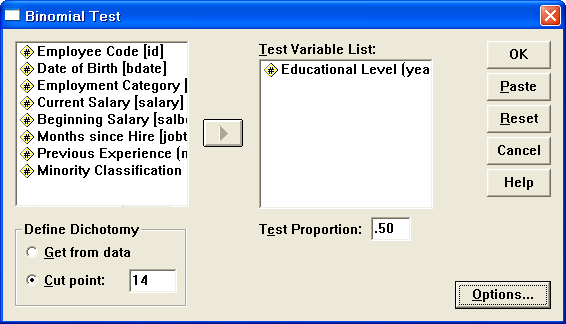 Binomial Test
Employee Code [id]
Date of Birth [bdate]
Employment Category [
Current Salary [salary]
Beginning Salary [salb
Months since Hire [jobt
Previous Experience (n
Minority Classification
Test Variable List:
Educational Level (yea
OK
Paste
Reset
Cancel
Help
Define Dichotomy
Get from data
Cut point: 14
Test Proportion: .50
Options...